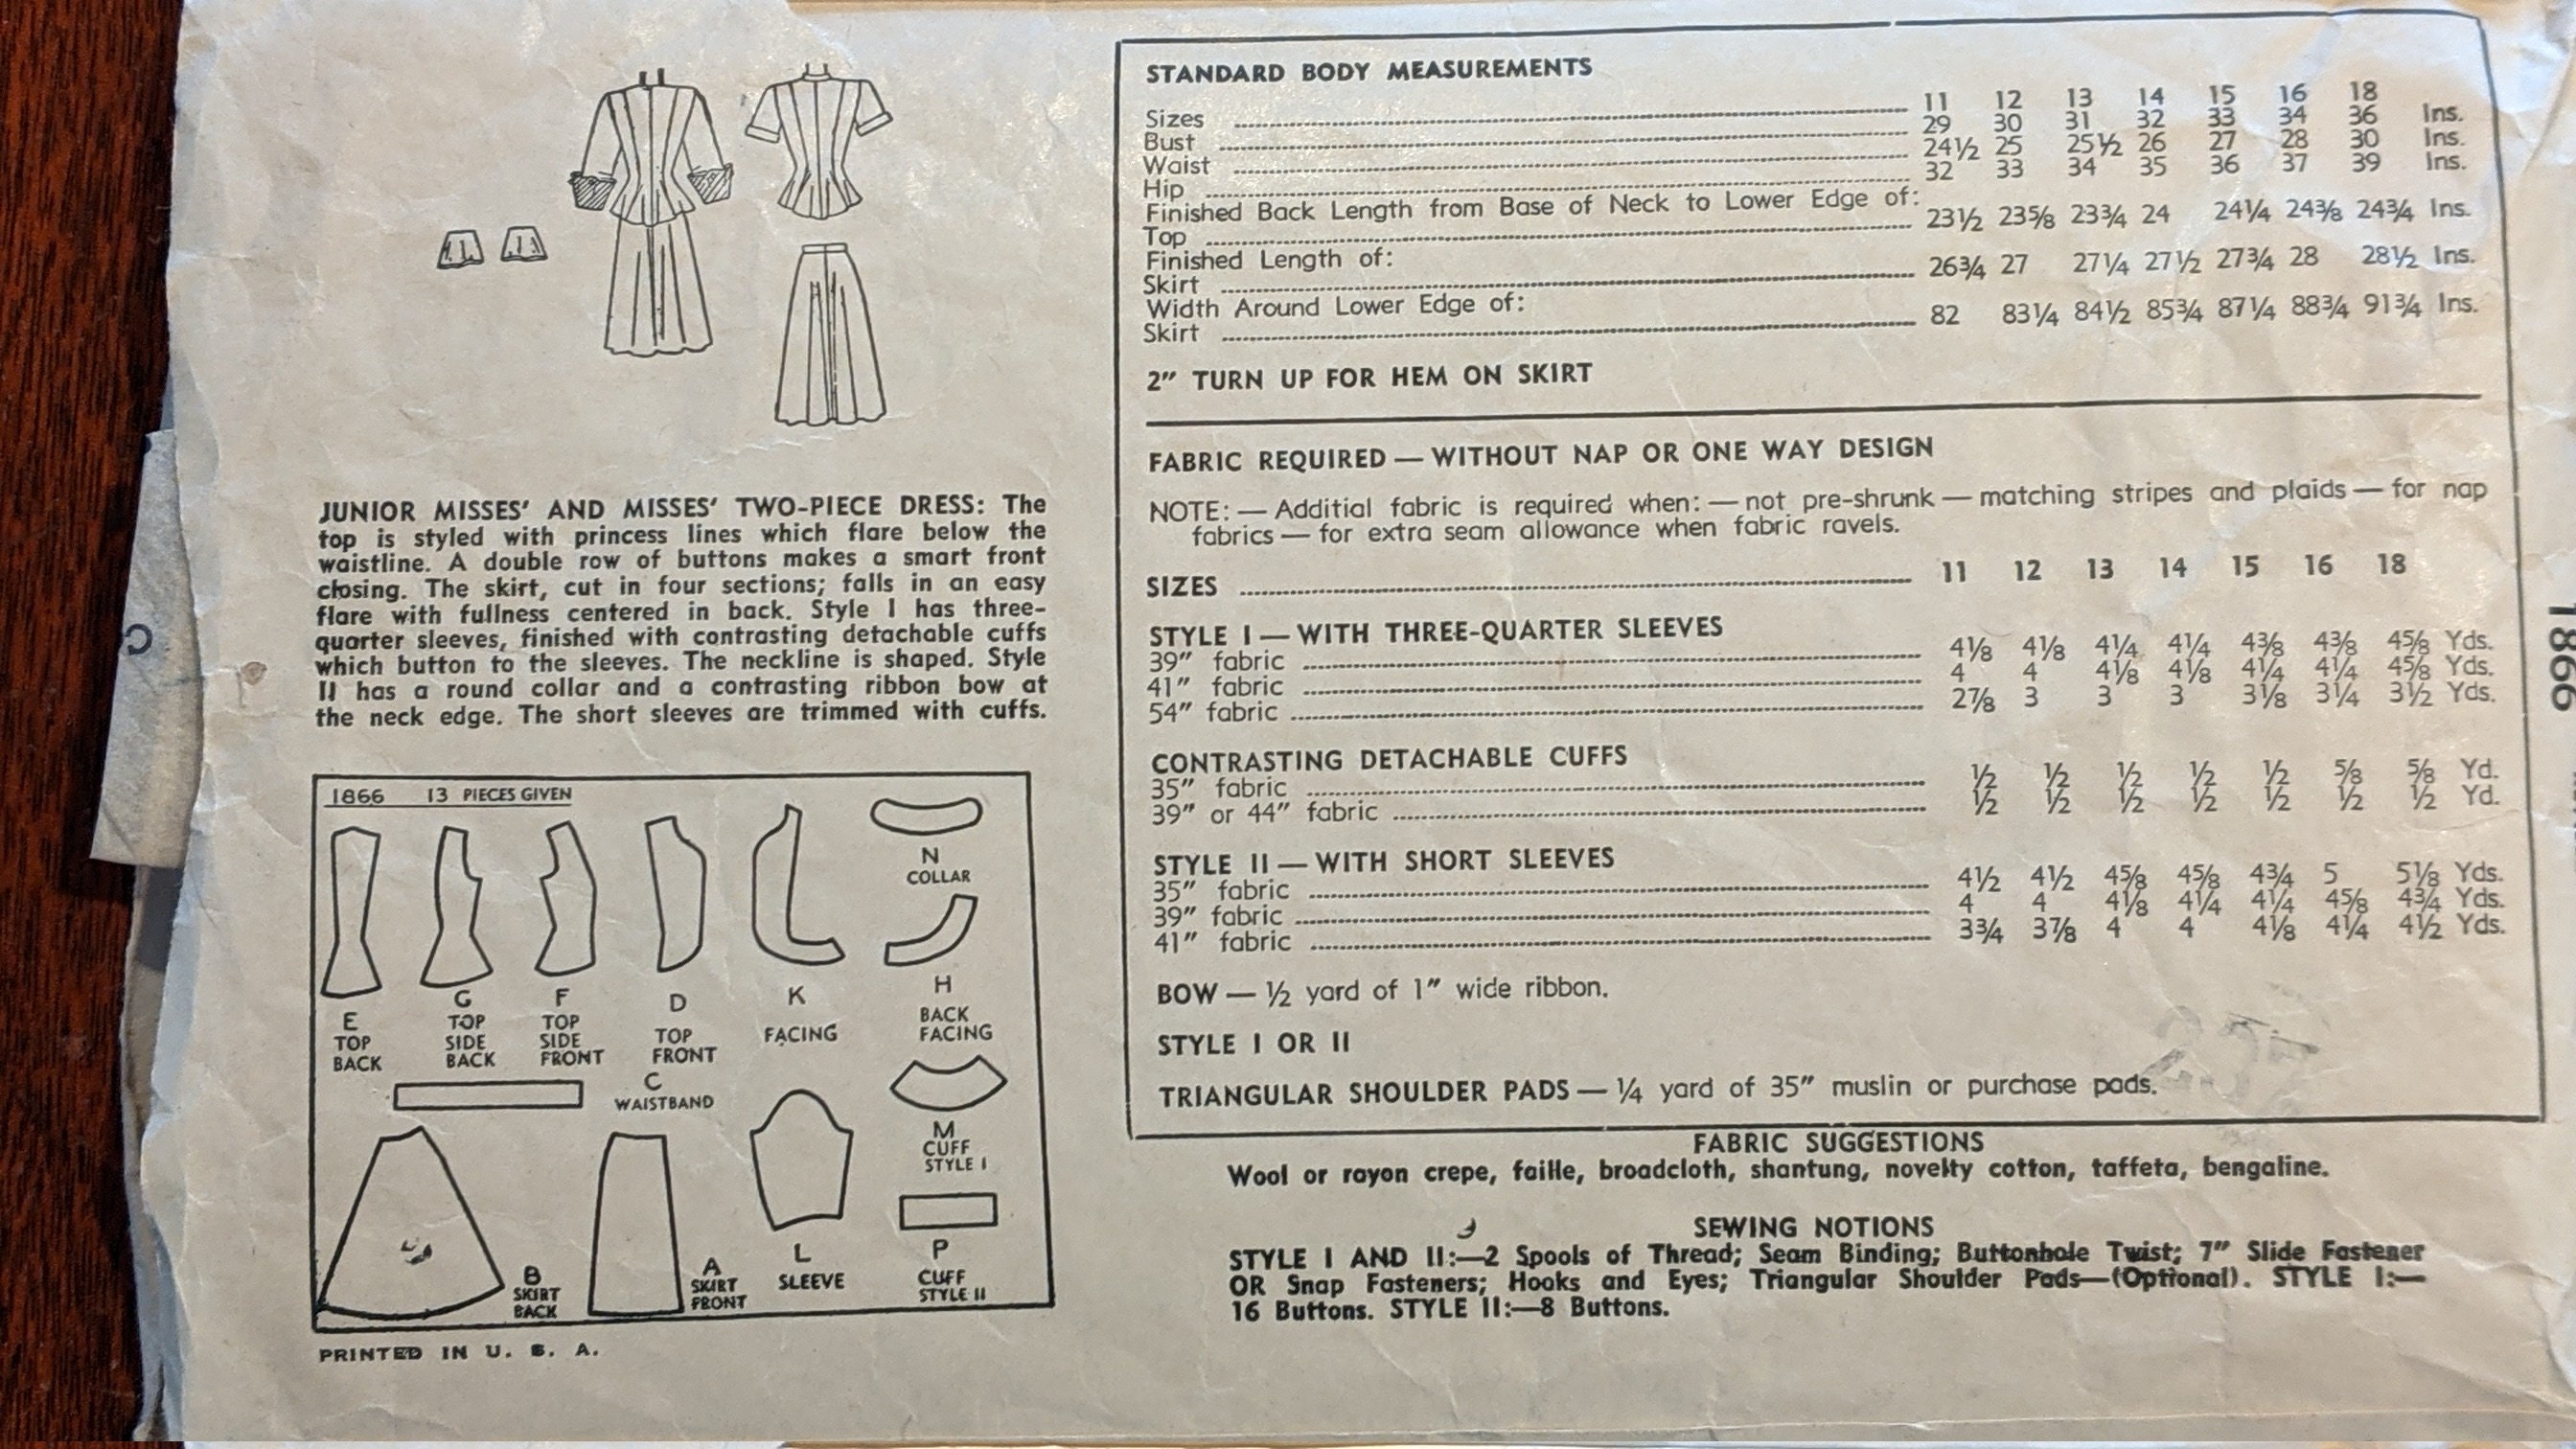 JUNIOR MISSES' AND MISSES' TWO-PIECE DRESS: The
top is styled with princess lines which flare below the
waistline. A double row of buttons makes a smart front
closing. The skirt, cut in four sections; falls in an easy
flare with fullness centered in back. Style I has three-
quarter sleeves, finished with contrasting detachable cuffs
which button to the sleeves. The neckline is shaped. Style
II has a round collar and a contrasting ribbon bow at
the neck edge. The short sleeves are trimmed with cuffs.
1866 13 PIECES GIVEN
N
COLLAR
E
TOP
BACK
G
TOP
SIDE
BACK
F
TOP
SIDE
FRONT
D
TOP
FRONT
K
FACING
H
BACK
FACING
C
WAISTBAND
M
CUFF
STYLE I
B
SKIRT
BACK
A
SKIRT
FRONT
L
SLEEVE
P
CUFF
STYLE II
PRINTED IN U. S. A.
STANDARD BODY MEASUREMENTS
Sizes 11 12 13 14 15 16 18
Bust 29 30 31 32 33 34 36 Ins.
Waist 24½ 25 25½ 26 27 28 30 Ins.
Hip 32 33 34 35 36 37 39 Ins.
Finished Back Length from Base of Neck to Lower Edge of:
Top 23½ 23⅝ 23¾ 24 24¼ 24⅜ 24¾ Ins.
Finished Length of:
Skirt 26¾ 27 27¼ 27½ 27¾ 28 28½ Ins.
Width Around Lower Edge of:
Skirt 82 83¼ 84½ 85¾ 87¼ 88¾ 91¾ Ins.
2" TURN UP FOR HEM ON SKIRT
FABRIC REQUIRED — WITHOUT NAP OR ONE WAY DESIGN
NOTE: — Additial fabric is required when: — not pre-shrunk — matching stripes and plaids — for nap
fabrics — for extra seam allowance when fabric ravels.
SIZES 11 12 13 14 15 16 18
STYLE I — WITH THREE-QUARTER SLEEVES
39" fabric 4⅛ 4⅛ 4¼ 4¼ 4⅜ 4⅜ 4⅝ Yds.
41" fabric 4 4 4⅛ 4⅛ 4¼ 4¼ 4⅝ Yds.
54" fabric 2⅞ 3 3 3 3⅛ 3¼ 3½ Yds.
CONTRASTING DETACHABLE CUFFS
35" fabric ½ ½ ½ ½ ½ ⅝ ⅝ Yd.
39" or 44" fabric ½ ½ ½ ½ ½ ½ ½ Yd.
STYLE II — WITH SHORT SLEEVES
35" fabric 4½ 4½ 4⅝ 4⅝ 4¾ 5 5⅛ Yds.
39" fabric 4 4 4⅛ 4¼ 4¼ 4⅝ 4¾ Yds.
41" fabric 3¾ 3⅞ 4 4 4⅛ 4¼ 4½ Yds.
BOW — ½ yard of 1" wide ribbon.
STYLE I OR II
TRIANGULAR SHOULDER PADS — ¼ yard of 35" muslin or purchase pads.
FABRIC SUGGESTIONS
Wool or rayon crepe, faille, broadcloth, shantung, novelty cotton, taffeta, bengaline.
SEWING NOTIONS
STYLE I AND II:—2 Spools of Thread; Seam Binding; Buttonhole Twist; 7" Slide Fastener
OR Snap Fasteners; Hooks and Eyes; Triangular Shoulder Pads—(Optional). STYLE I:—
16 Buttons. STYLE II:—8 Buttons.
1866